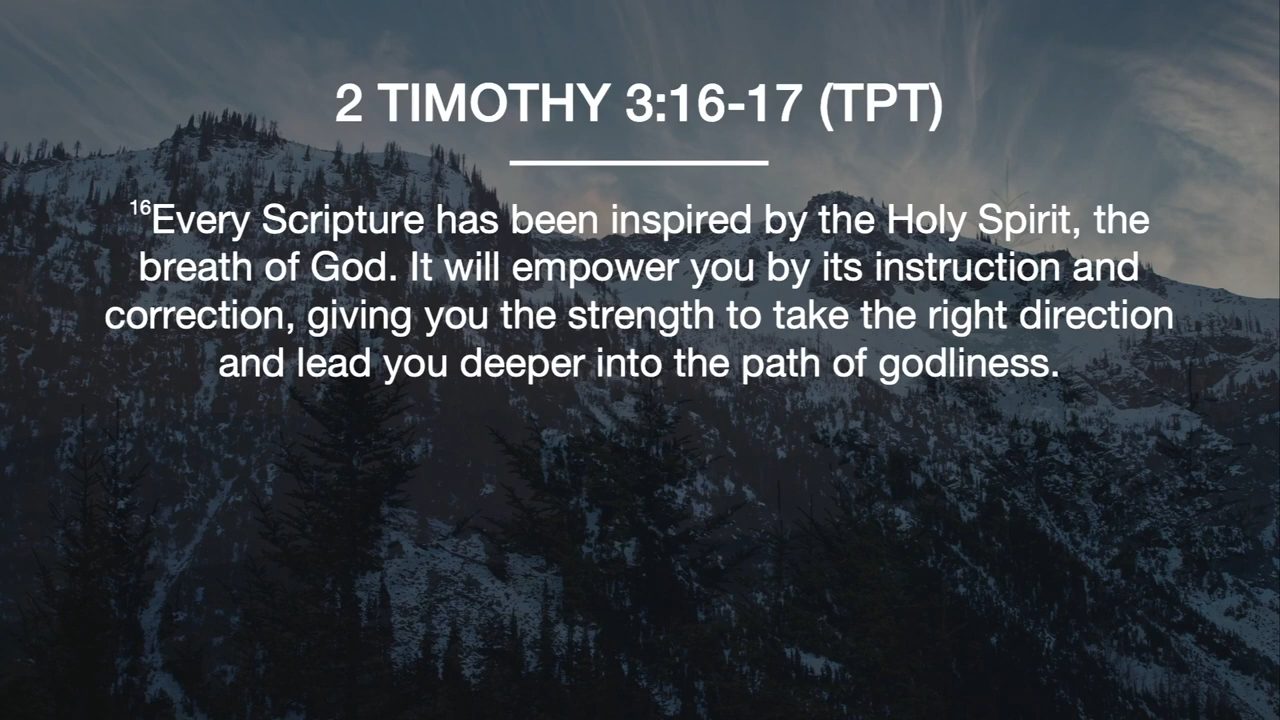 2 TIMOTHY 3:16-17 (TPT)
16Every Scripture has been inspired by the Holy Spirit, the
breath of God. It will empower you by its instruction and
correction, giving you the strength to take the right direction
and lead you deeper into the path of godliness.